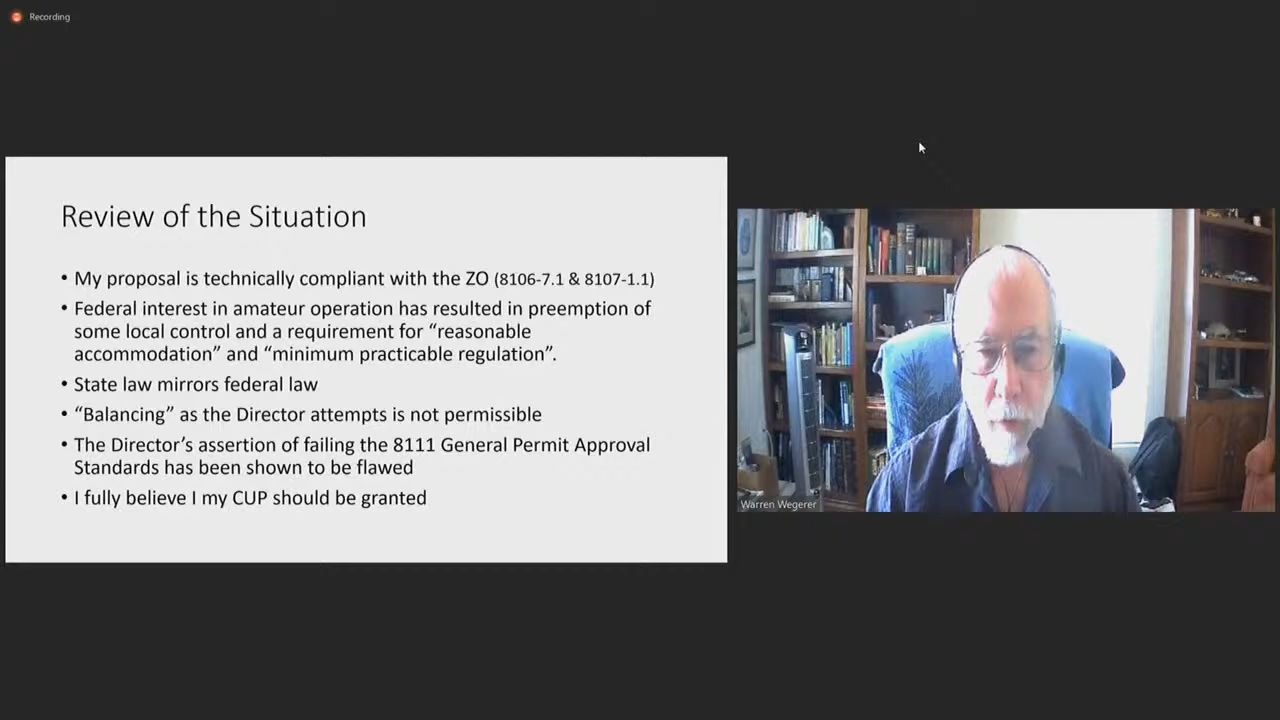 Recording
Review of the Situation
• My proposal is technically compliant with the ZO (8106-7.1 & 8107-1.1)
• Federal interest in amateur operation has resulted in preemption of
some local control and a requirement for “reasonable
accommodation” and “minimum practicable regulation”.
• State law mirrors federal law
• “Balancing” as the Director attempts is not permissible
• The Director’s assertion of failing the 8111 General Permit Approval
Standards has been shown to be flawed
• I fully believe I my CUP should be granted
Warren Wegerer